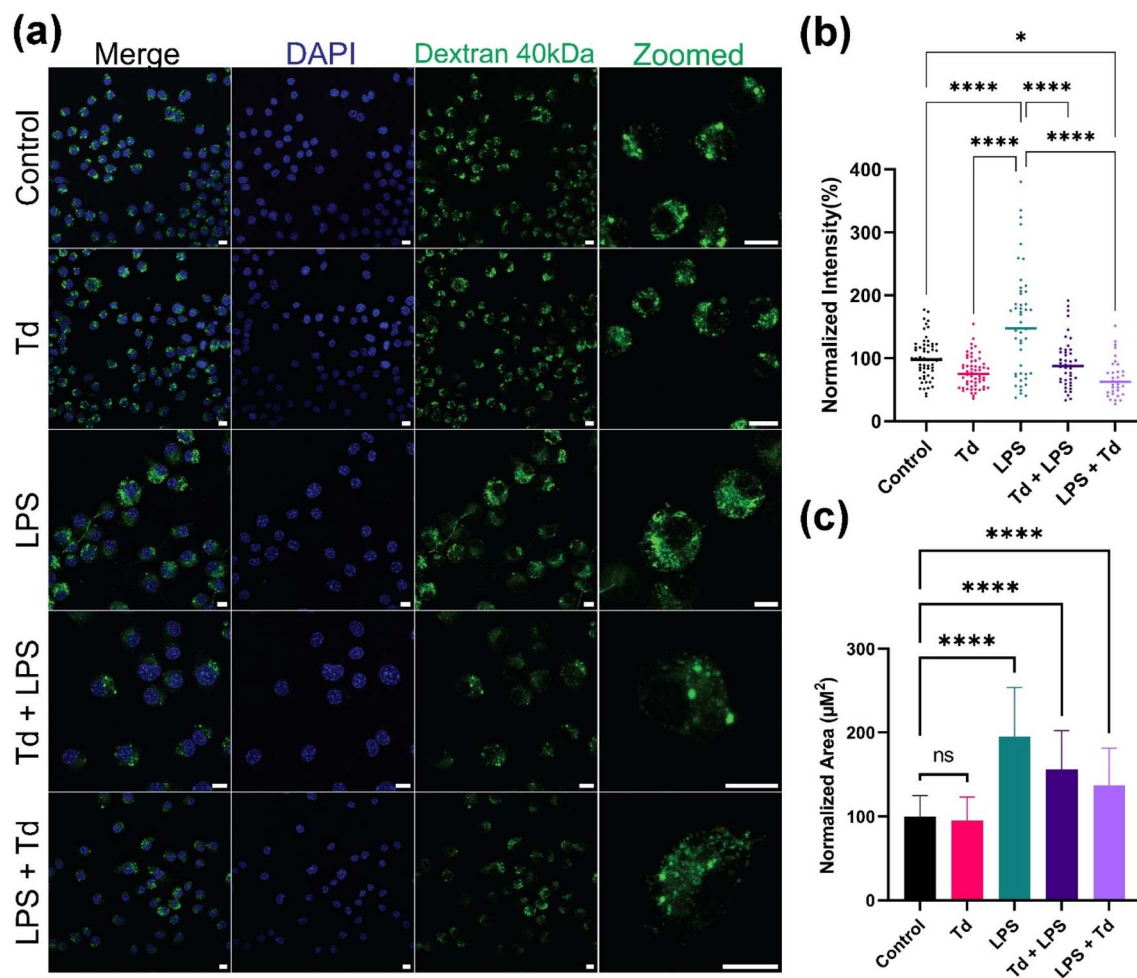 (a)
Merge DAPI Dextran 40kDa Zoomed
Control
Td
LPS
Td + LPS
LPS + Td
(b)
*
**** ****
**** ****
Normalized Intensity(%)
400
300
200
100
0
Control Td LPS Td + LPS LPS + Td
(c)
****
****
****
ns
Normalized Area (µM²)
300
200
100
0
Control Td LPS Td + LPS LPS + Td